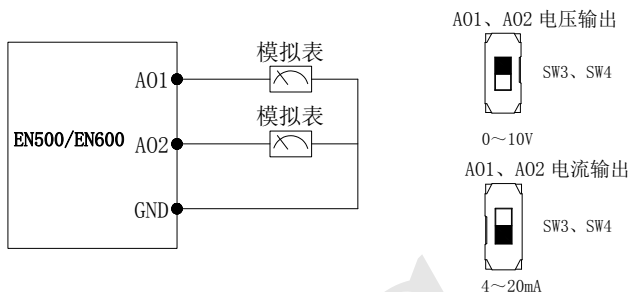 模拟表
AO1
模拟表
EN500/EN600
AO2
GND
AO1、AO2 电压输出
SW3、SW4
0～10V
AO1、AO2 电流输出
SW3、SW4
4～20mA